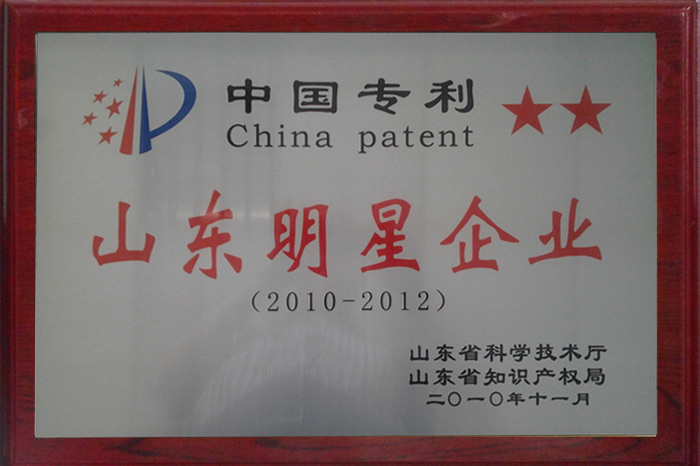 中国专利
China patent
山东明星企业
(2010-2012)
山东省科学技术厅
山东省知识产权局
二〇一〇年十一月